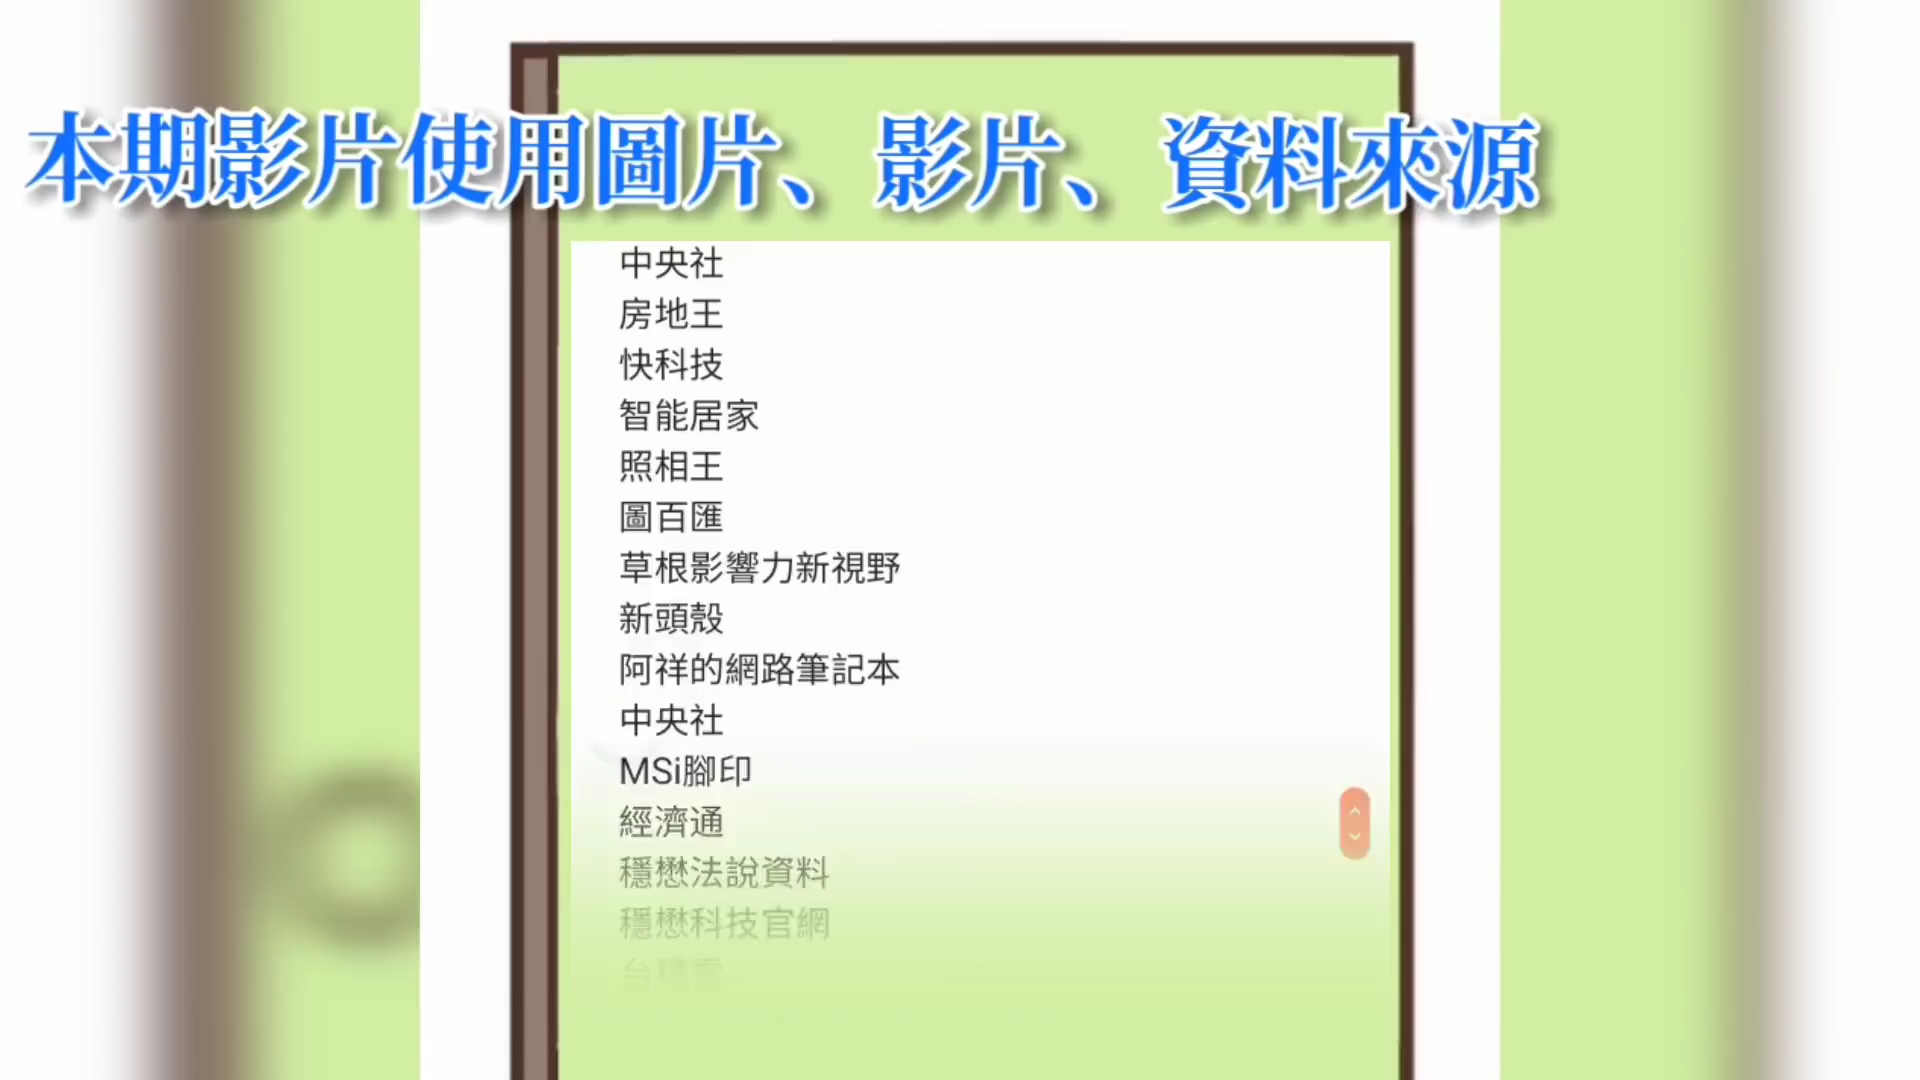 本期影片使用圖片、影片、資料來源
中央社
房地王
快科技
智能居家
照相王
圖百匯
草根影響力新視野
新頭殼
阿祥的網路筆記本
中央社
MSi腳印
經濟通
穩懋法說資料
穩懋科技官網